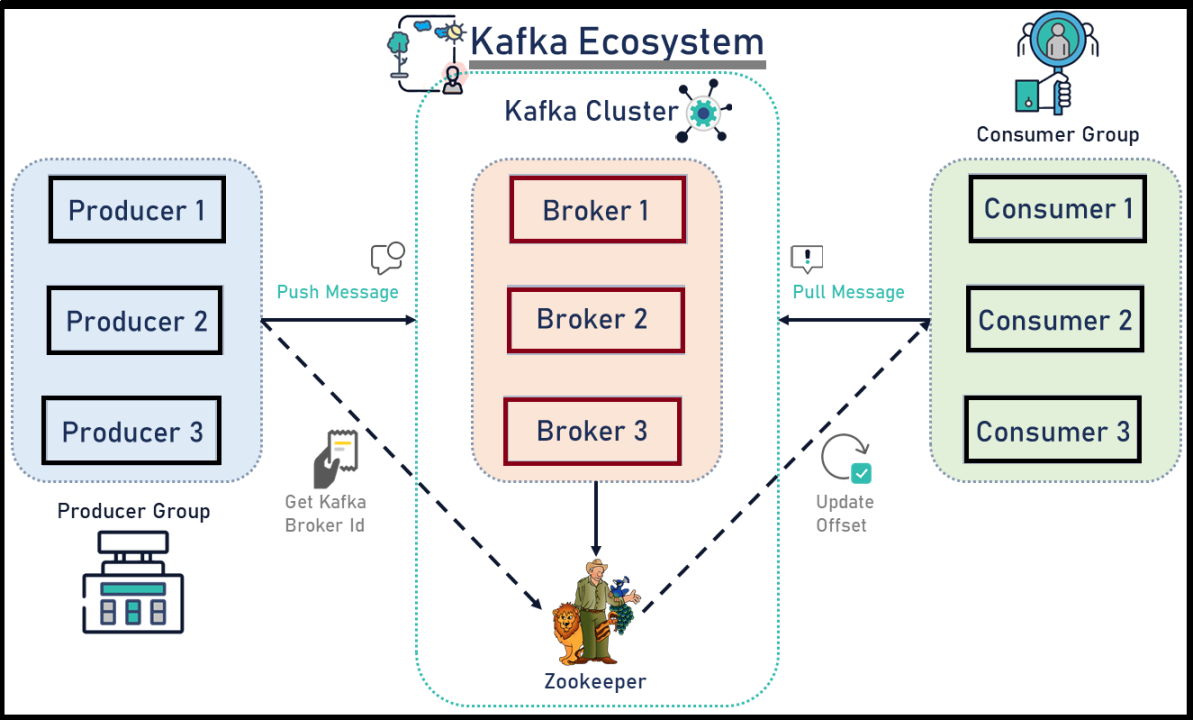 Kafka Ecosystem
Kafka Cluster
Consumer Group
Producer 1
Producer 2
Producer 3
Producer Group
Push Message
Get Kafka
Broker Id
Broker 1
Broker 2
Broker 3
Zookeeper
Pull Message
Update
Offset
Consumer 1
Consumer 2
Consumer 3